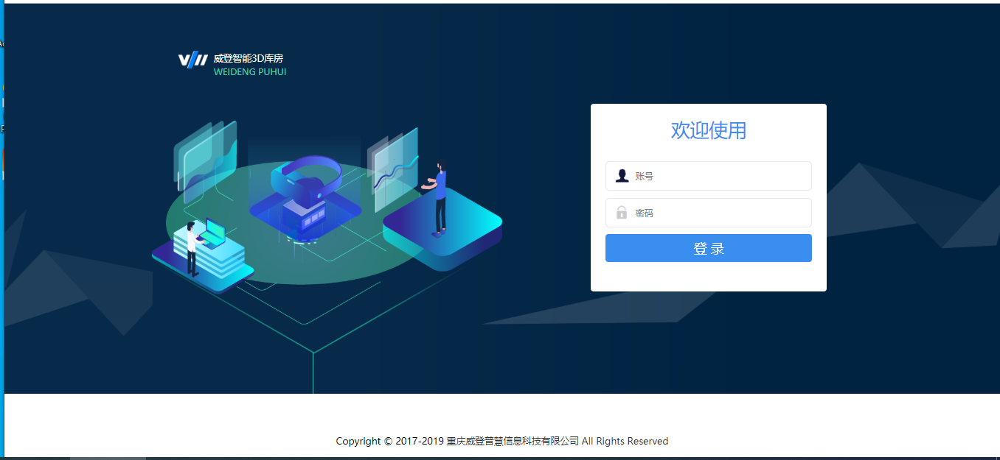 威登智能3D库房
WEIDENG PUHUI
欢迎使用
账号
密码
登录
Copyright © 2017-2019 重庆威登普慧信息科技有限公司 All Rights Reserved